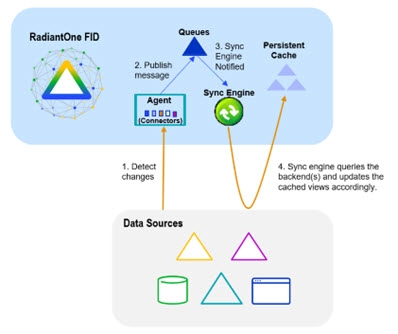 RadiantOne FID
Queues
2. Publish
message
3. Sync
Engine
Notified
Persistent
Cache
Agent
(Connectors)
Sync Engine
1. Detect
changes
4. Sync engine queries the
backend(s) and updates the
cached views accordingly.
Data Sources